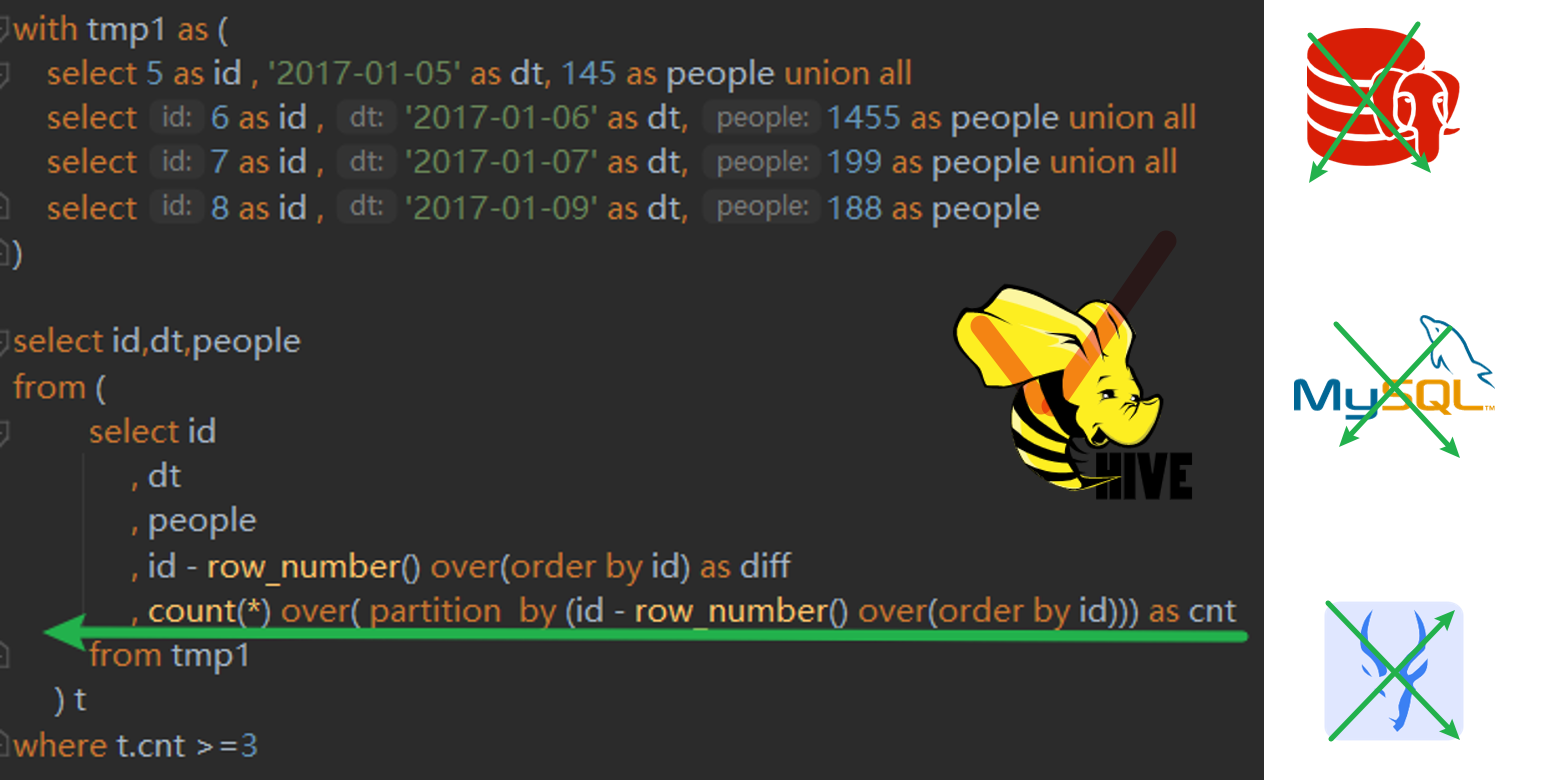 with tmp1 as (
select 5 as id , '2017-01-05' as dt, 145 as people union all
select id: 6 as id , dt: '2017-01-06' as dt, people: 1455 as people union all
select id: 7 as id , dt: '2017-01-07' as dt, people: 199 as people union all
select id: 8 as id , dt: '2017-01-09' as dt, people: 188 as people
)
select id,dt,people
from (
select id
, dt
, people
, id - row_number() over(order by id) as diff
, count(*) over( partition  by (id - row_number() over(order by id))) as cnt
from tmp1
) t
where t.cnt >=3
HIVE
MySQL™